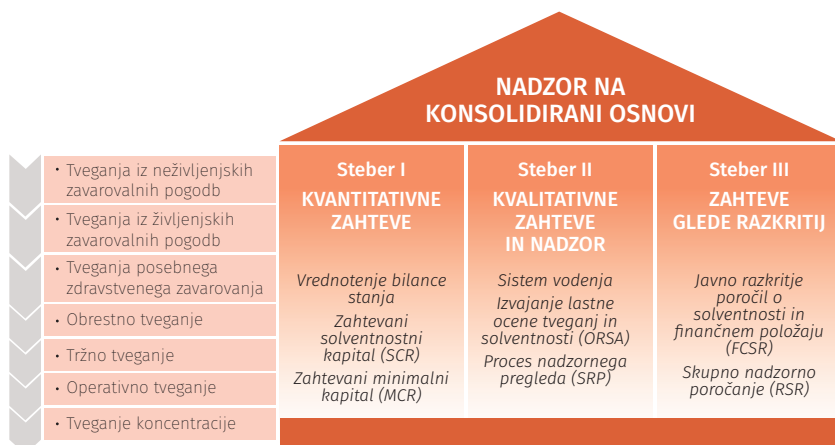 NADZOR NA
KONSOLIDIRANI OSNOVI
• Tveganja iz neživljenjskih
zavarovalnih pogodb
• Tveganja iz življenjskih
zavarovalnih pogodb
• Tveganja posebnega
zdravstvenega zavarovanja
• Obrestno tveganje
• Tržno tveganje
• Operativno tveganje
• Tveganje koncentracije
Steber I
KVANTITATIVNE
ZAHTEVE
Vrednotenje bilance
stanja
Zahtevani
solventnostni
kapital (SCR)
Zahtevani minimalni
kapital (MCR)
Steber II
KVALITATIVNE
ZAHTEVE
IN NADZOR
Sistem vodenja
Izvajanje lastne
ocene tveganj in
solventnosti (ORSA)
Proces nadzornega
pregleda (SRP)
Steber III
ZAHTEVE
GLEDE RAZKRITIJ
Javno razkritje
poročil o
solventnosti in
finančnem položaju
(FCSR)
Skupno nadzorno
poročanje (RSR)